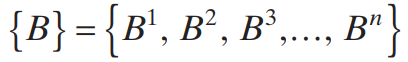 {B} = {B¹, B², B³,..., Bⁿ}